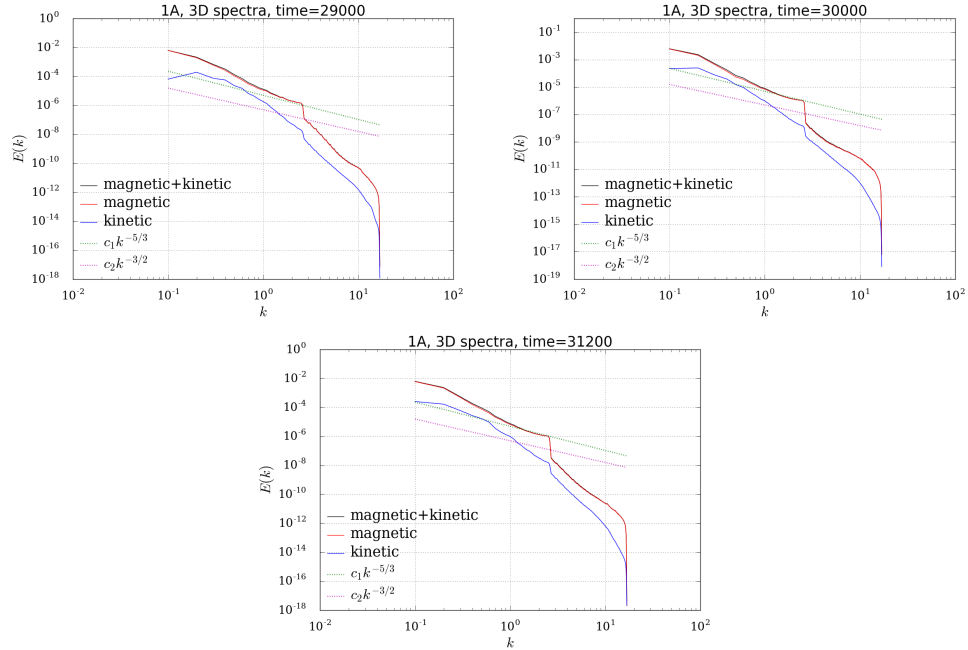 1A, 3D spectra, time=29000
10^0
10^-2
10^-4
10^-6
10^-8
10^-10
10^-12
10^-14
10^-16
10^-18
E(k)
magnetic+kinetic
magnetic
kinetic
c_1k^{-5/3}
c_2k^{-3/2}
10^-2 10^-1 10^0 10^1 10^2
k
1A, 3D spectra, time=30000
10^-1
10^-3
10^-5
10^-7
10^-9
10^-11
10^-13
10^-15
10^-17
10^-19
E(k)
magnetic+kinetic
magnetic
kinetic
c_1k^{-5/3}
c_2k^{-3/2}
10^-2 10^-1 10^0 10^1 10^2
k
1A, 3D spectra, time=31200
10^0
10^-2
10^-4
10^-6
10^-8
10^-10
10^-12
10^-14
10^-16
10^-18
E(k)
magnetic+kinetic
magnetic
kinetic
c_1k^{-5/3}
c_2k^{-3/2}
10^-2 10^-1 10^0 10^1 10^2
k